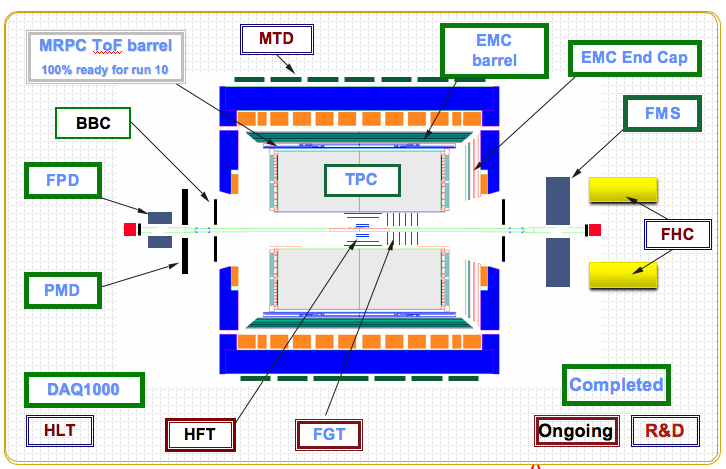 MRPC ToF barrel
100% ready for run 10
MTD
EMC
barrel
EMC End Cap
BBC
FMS
FPD
TPC
FHC
PMD
DAQ1000
Completed
HLT
HFT
FGT
Ongoing
R&D